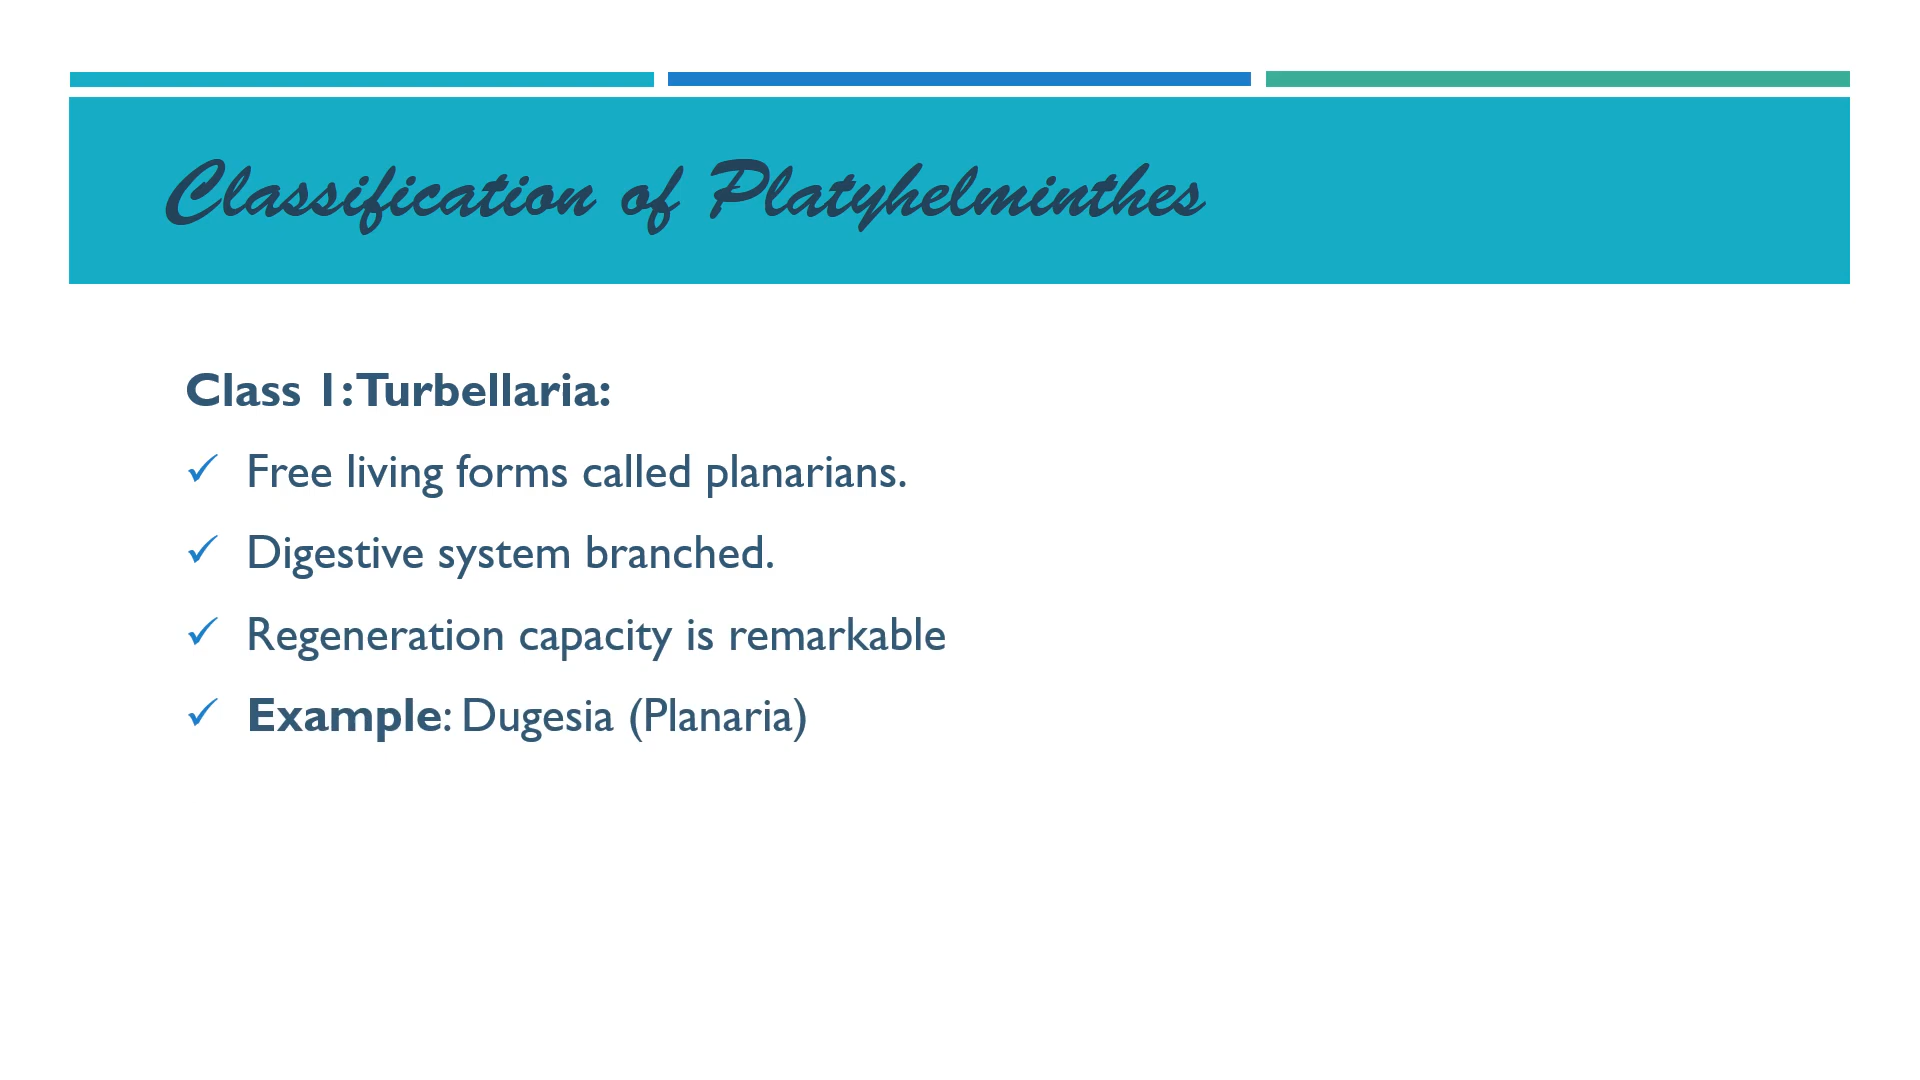 Classification of Platyhelminthes
Class 1: Turbellaria:
✓ Free living forms called planarians.
✓ Digestive system branched.
✓ Regeneration capacity is remarkable
✓ Example: Dugesia (Planaria)